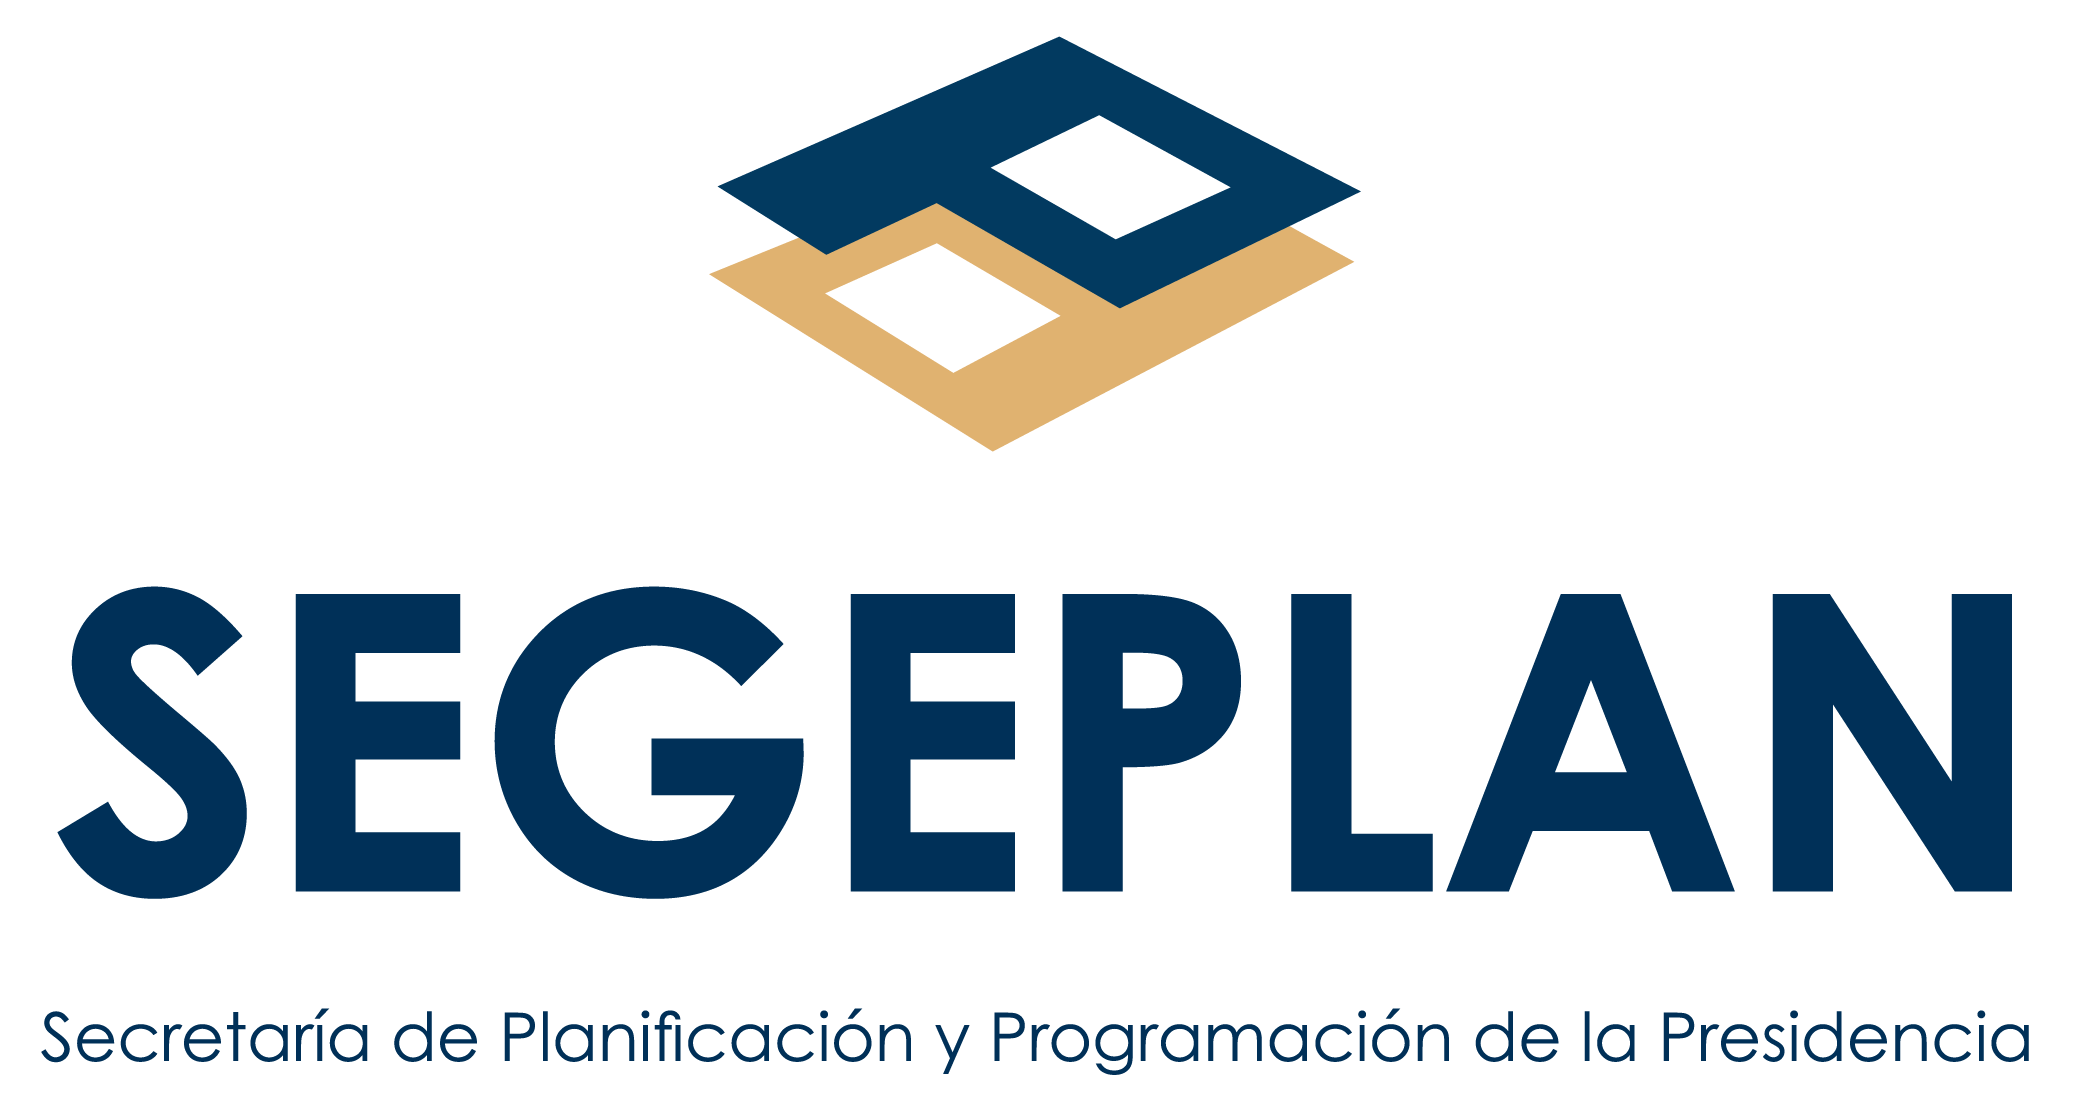 SEGEPLAN
Secretaría de Planificación y Programación de la Presidencia